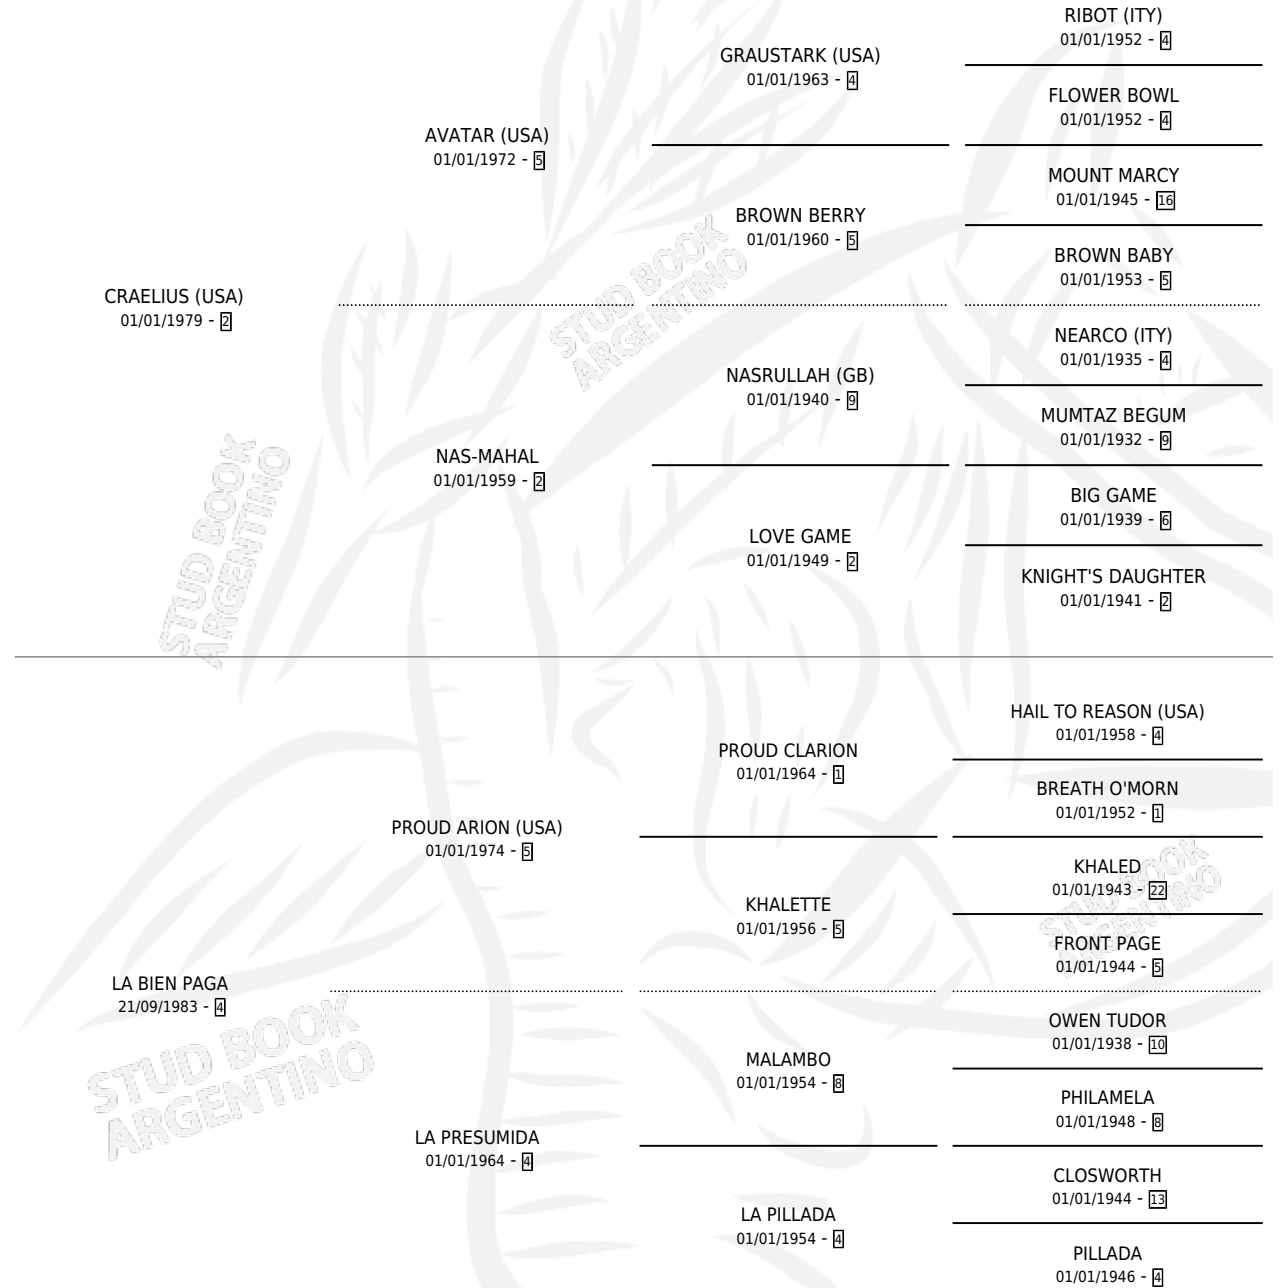 RIBOT (ITY)
01/01/1952 - 4
GRAUSTARK (USA)
01/01/1963 - 4
FLOWER BOWL
01/01/1952 - 4
AVATAR (USA)
01/01/1972 - 5
MOUNT MARCY
01/01/1945 - 16
BROWN BERRY
01/01/1960 - 5
BROWN BABY
01/01/1953 - 5
CRAELIUS (USA)
01/01/1979 - 2
STUD BOOK
ARGENTINO
NEARCO (ITY)
01/01/1935 - 4
NASRULLAH (GB)
01/01/1940 - 9
MUMTAZ BEGUM
01/01/1932 - 9
NAS-MAHAL
01/01/1959 - 2
BIG GAME
01/01/1939 - 6
LOVE GAME
01/01/1949 - 2
KNIGHT'S DAUGHTER
01/01/1941 - 2
STUD BOOK
ARGENTINO
HAIL TO REASON (USA)
01/01/1958 - 4
PROUD CLARION
01/01/1964 - 1
BREATH O'MORN
01/01/1952 - 1
PROUD ARION (USA)
01/01/1974 - 5
KHALED
01/01/1943 - 22
KHALETTE
01/01/1956 - 5
FRONT PAGE
01/01/1944 - 5
STUD BOOK
ARGENTINO
LA BIEN PAGA
21/09/1983 - 4
OWEN TUDOR
01/01/1938 - 10
MALAMBO
01/01/1954 - 8
PHILAMELA
01/01/1948 - 8
STUD BOOK
ARGENTINO
LA PRESUMIDA
01/01/1964 - 4
CLOSWORTH
01/01/1944 - 13
LA PILLADA
01/01/1954 - 4
PILLADA
01/01/1946 - 4